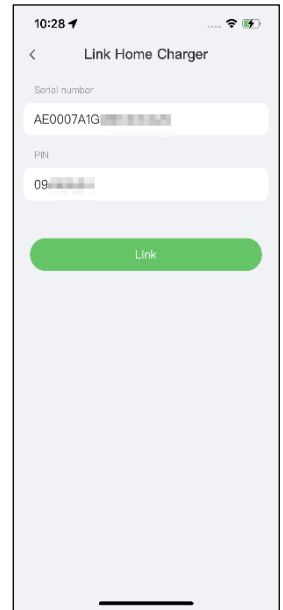 10:28
Link Home Charger
Serial number
AE0007A1G
PIN
09
Link